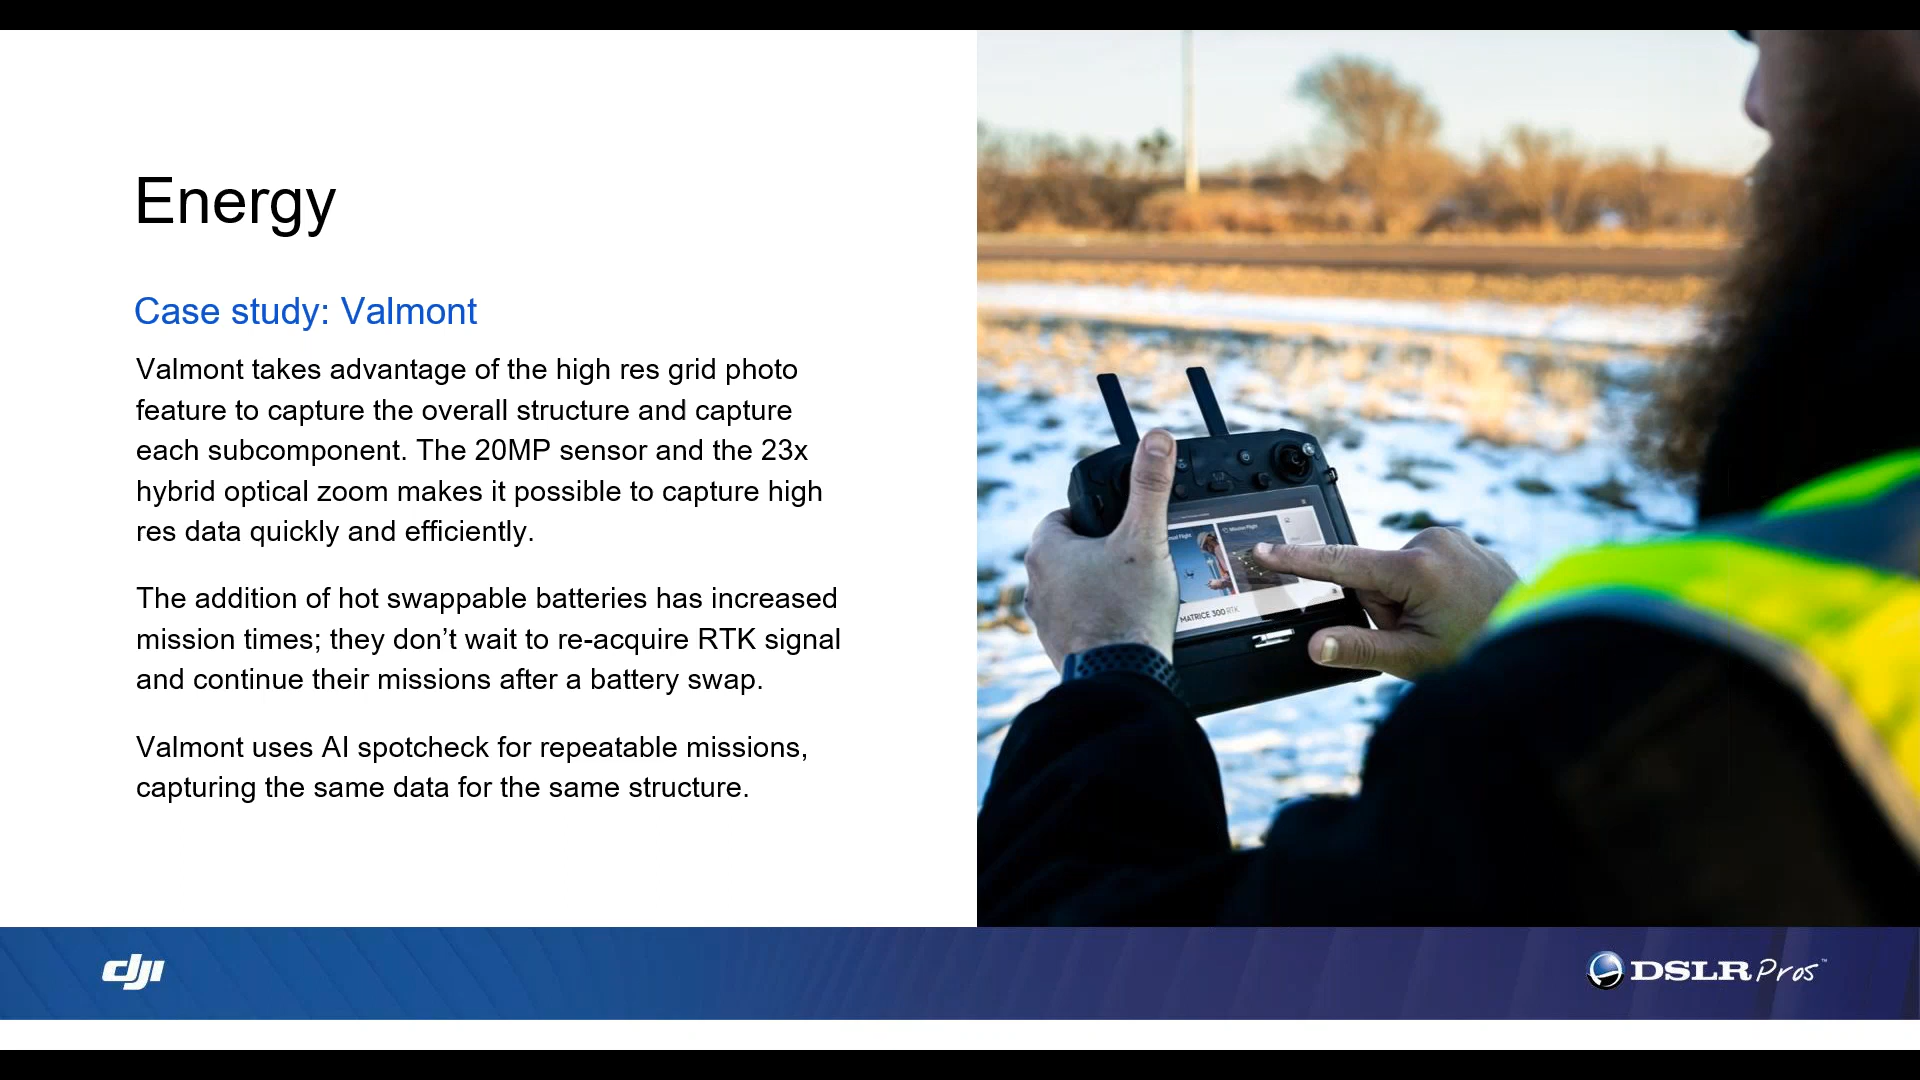 Energy
Case study: Valmont
Valmont takes advantage of the high res grid photo
feature to capture the overall structure and capture
each subcomponent. The 20MP sensor and the 23x
hybrid optical zoom makes it possible to capture high
res data quickly and efficiently.
The addition of hot swappable batteries has increased
mission times; they don’t wait to re-acquire RTK signal
and continue their missions after a battery swap.
Valmont uses AI spotcheck for repeatable missions,
capturing the same data for the same structure.
Mission Flight
MATRICE 300 RTK
dji
DSLR Pros™